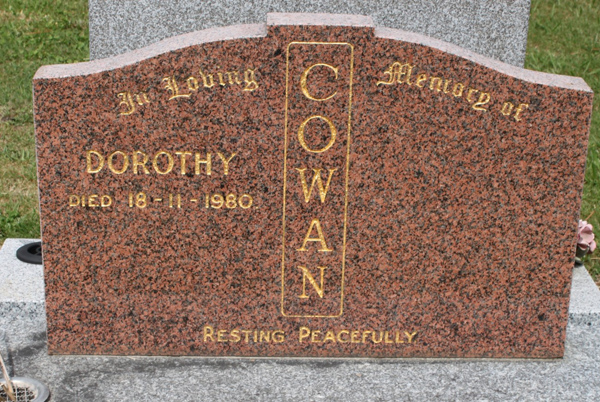 In Loving Memory of
COWAN
DOROTHY
DIED 18-11-1980
RESTING PEACEFULLY